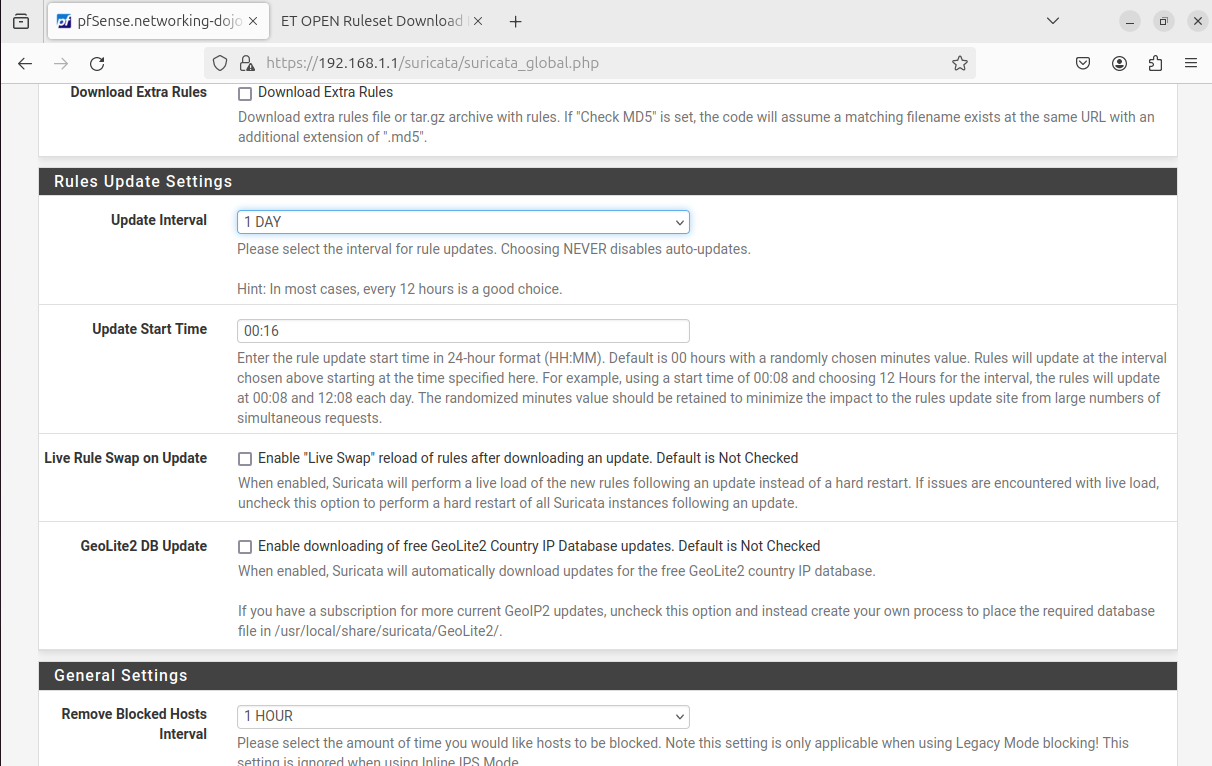 pfSense.networking-dojo
ET OPEN Ruleset Download
https://192.168.1.1/suricata/suricata_global.php
Download Extra Rules
Download Extra Rules
Download extra rules file or tar.gz archive with rules. If "Check MD5" is set, the code will assume a matching filename exists at the same URL with an
additional extension of ".md5".
Rules Update Settings
Update Interval
1 DAY
Please select the interval for rule updates. Choosing NEVER disables auto-updates.
Hint: In most cases, every 12 hours is a good choice.
Update Start Time
00:16
Enter the rule update start time in 24-hour format (HH:MM). Default is 00 hours with a randomly chosen minutes value. Rules will update at the interval
chosen above starting at the time specified here. For example, using a start time of 00:08 and choosing 12 Hours for the interval, the rules will update
at 00:08 and 12:08 each day. The randomized minutes value should be retained to minimize the impact to the rules update site from large numbers of
simultaneous requests.
Live Rule Swap on Update
Enable "Live Swap" reload of rules after downloading an update. Default is Not Checked
When enabled, Suricata will perform a live load of the new rules following an update instead of a hard restart. If issues are encountered with live load,
uncheck this option to perform a hard restart of all Suricata instances following an update.
GeoLite2 DB Update
Enable downloading of free GeoLite2 Country IP Database updates. Default is Not Checked
When enabled, Suricata will automatically download updates for the free GeoLite2 country IP database.
If you have a subscription for more current GeoIP2 updates, uncheck this option and instead create your own process to place the required database
file in /usr/local/share/suricata/GeoLite2/.
General Settings
Remove Blocked Hosts
Interval
1 HOUR
Please select the amount of time you would like hosts to be blocked. Note this setting is only applicable when using Legacy Mode blocking! This
setting is ignored when using Inline IPS Mode.